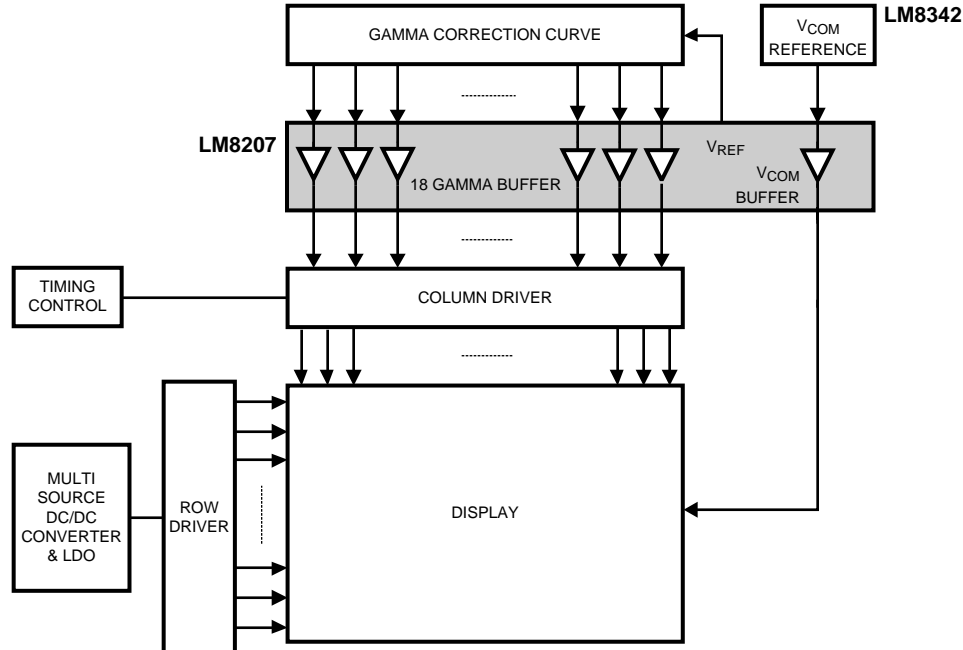 GAMMA CORRECTION CURVE
VCOM
REFERENCE
LM8342
LM8207
VREF
18 GAMMA BUFFER
VCOM
BUFFER
TIMING
CONTROL
COLUMN DRIVER
MULTI
SOURCE
DC/DC
CONVERTER
& LDO
ROW
DRIVER
DISPLAY